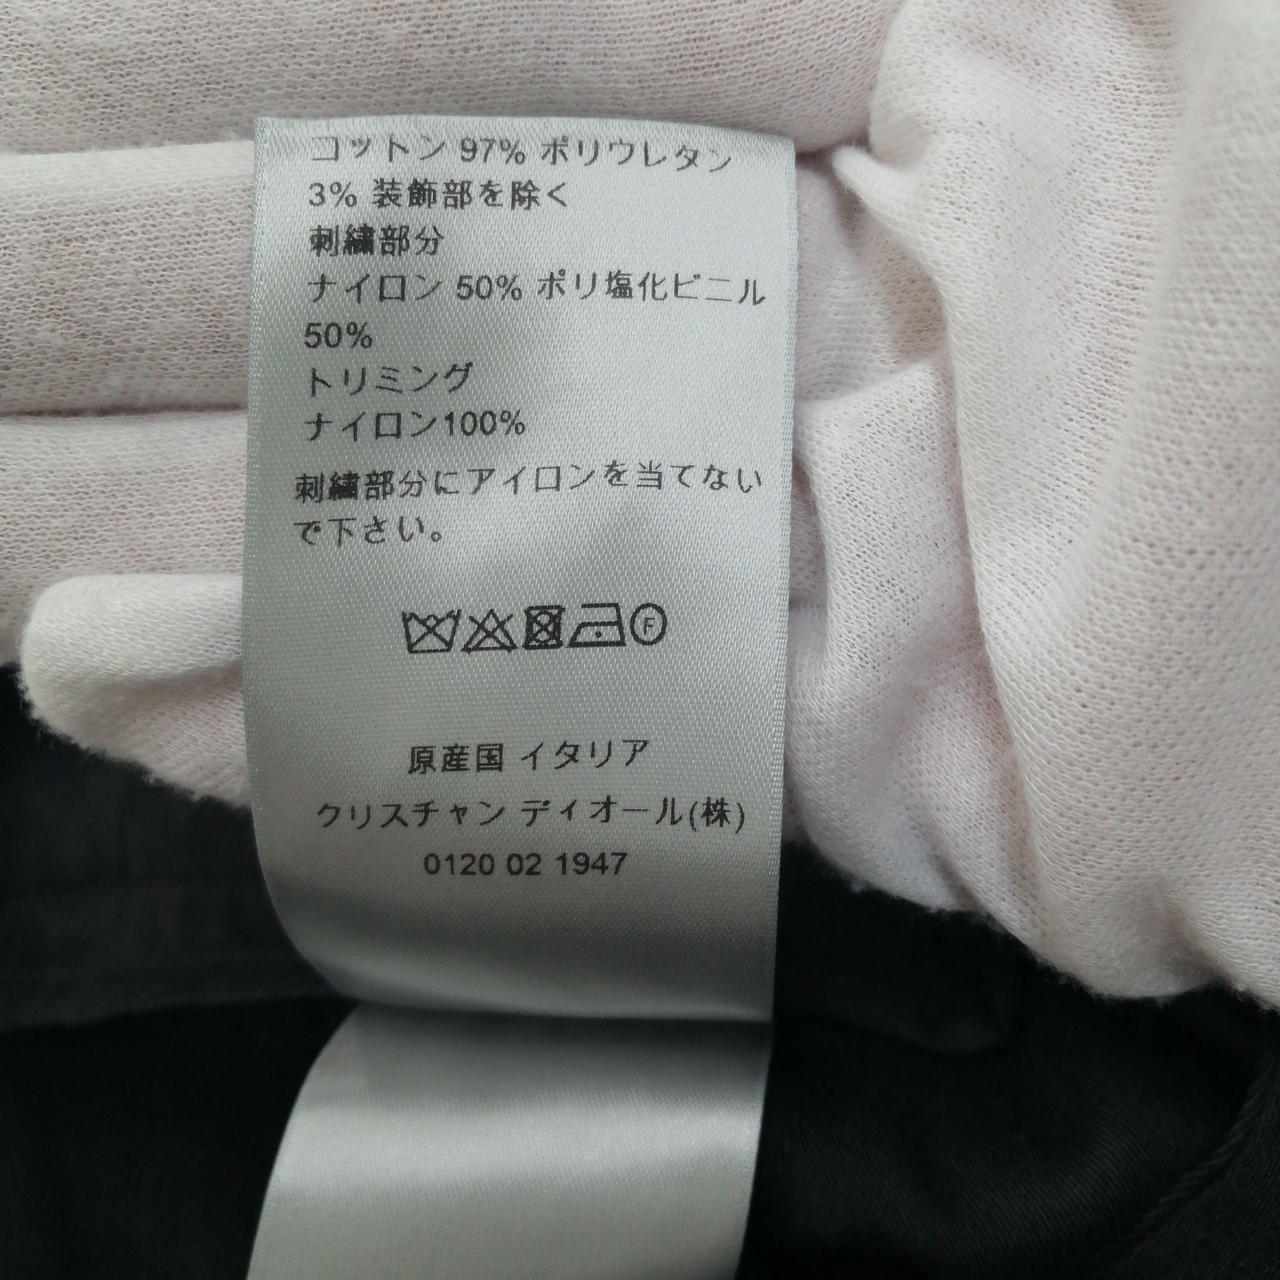 コットン 97% ポリウレタン
3% 装飾部を除く
刺繍部分
ナイロン 50% ポリ塩化ビニル
50%
トリミング
ナイロン100%
刺繍部分にアイロンを当てない
で下さい。
F
原産国 イタリア
クリスチャン ディオール(株)
0120 02 1947